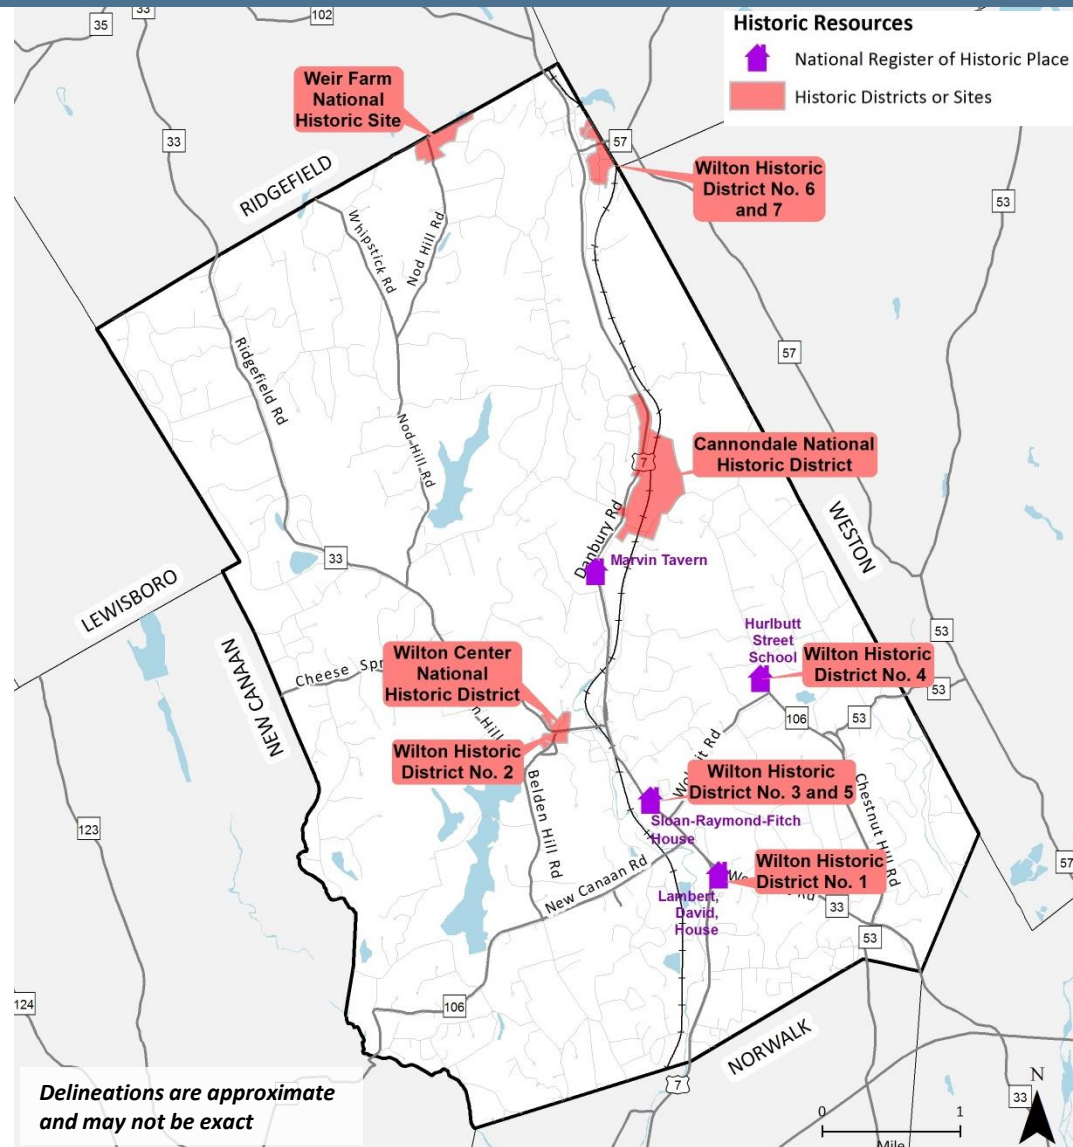 Historic Resources
National Register of Historic Place
Historic Districts or Sites
35
102
Weir Farm
National
Historic Site
33
57
RIDGEFIELD
Wilton Historic
District No. 6
and 7
53
Whipstick Rd
Nod Hill Rd
57
Ridgefield Rd
Nod Hill Rd
Cannondale National
Historic District
7
Danbury Rd
WESTON
33
Marvin Tavern
LEWISBORO
NEW CANAAN
Hurlbutt
Street
School
53
Wilton Historic
District No. 4
53
Wilton Center
National
Historic District
Cheese
106
53
Wilton Historic
District No. 2
Belden Hill Rd
Wilton Historic
District No. 3 and 5
Sloan-Raymond-Fitch
House
Chestnut Hill Rd
123
57
New Canaan Rd
Wilton Historic
District No. 1
Lambert,
David,
House
33
53
124
106
NORWALK
7
33
Delineations are approximate
and may not be exact
N
0 1
Mile